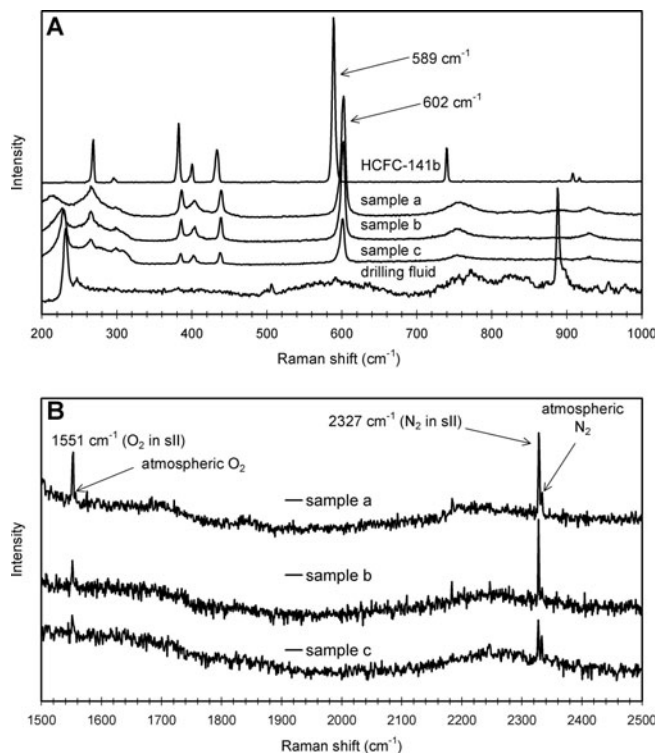 A
589 cm⁻¹
602 cm⁻¹
HCFC-141b
sample a
sample b
sample c
drilling fluid
Intensity
200 300 400 500 600 700 800 900 1000
Raman shift (cm⁻¹)
B
1551 cm⁻¹ (O₂ in sII)
atmospheric O₂
2327 cm⁻¹ (N₂ in sII)
atmospheric
N₂
sample a
sample b
sample c
Intensity
1500 1600 1700 1800 1900 2000 2100 2200 2300 2400 2500
Raman shift (cm⁻¹)